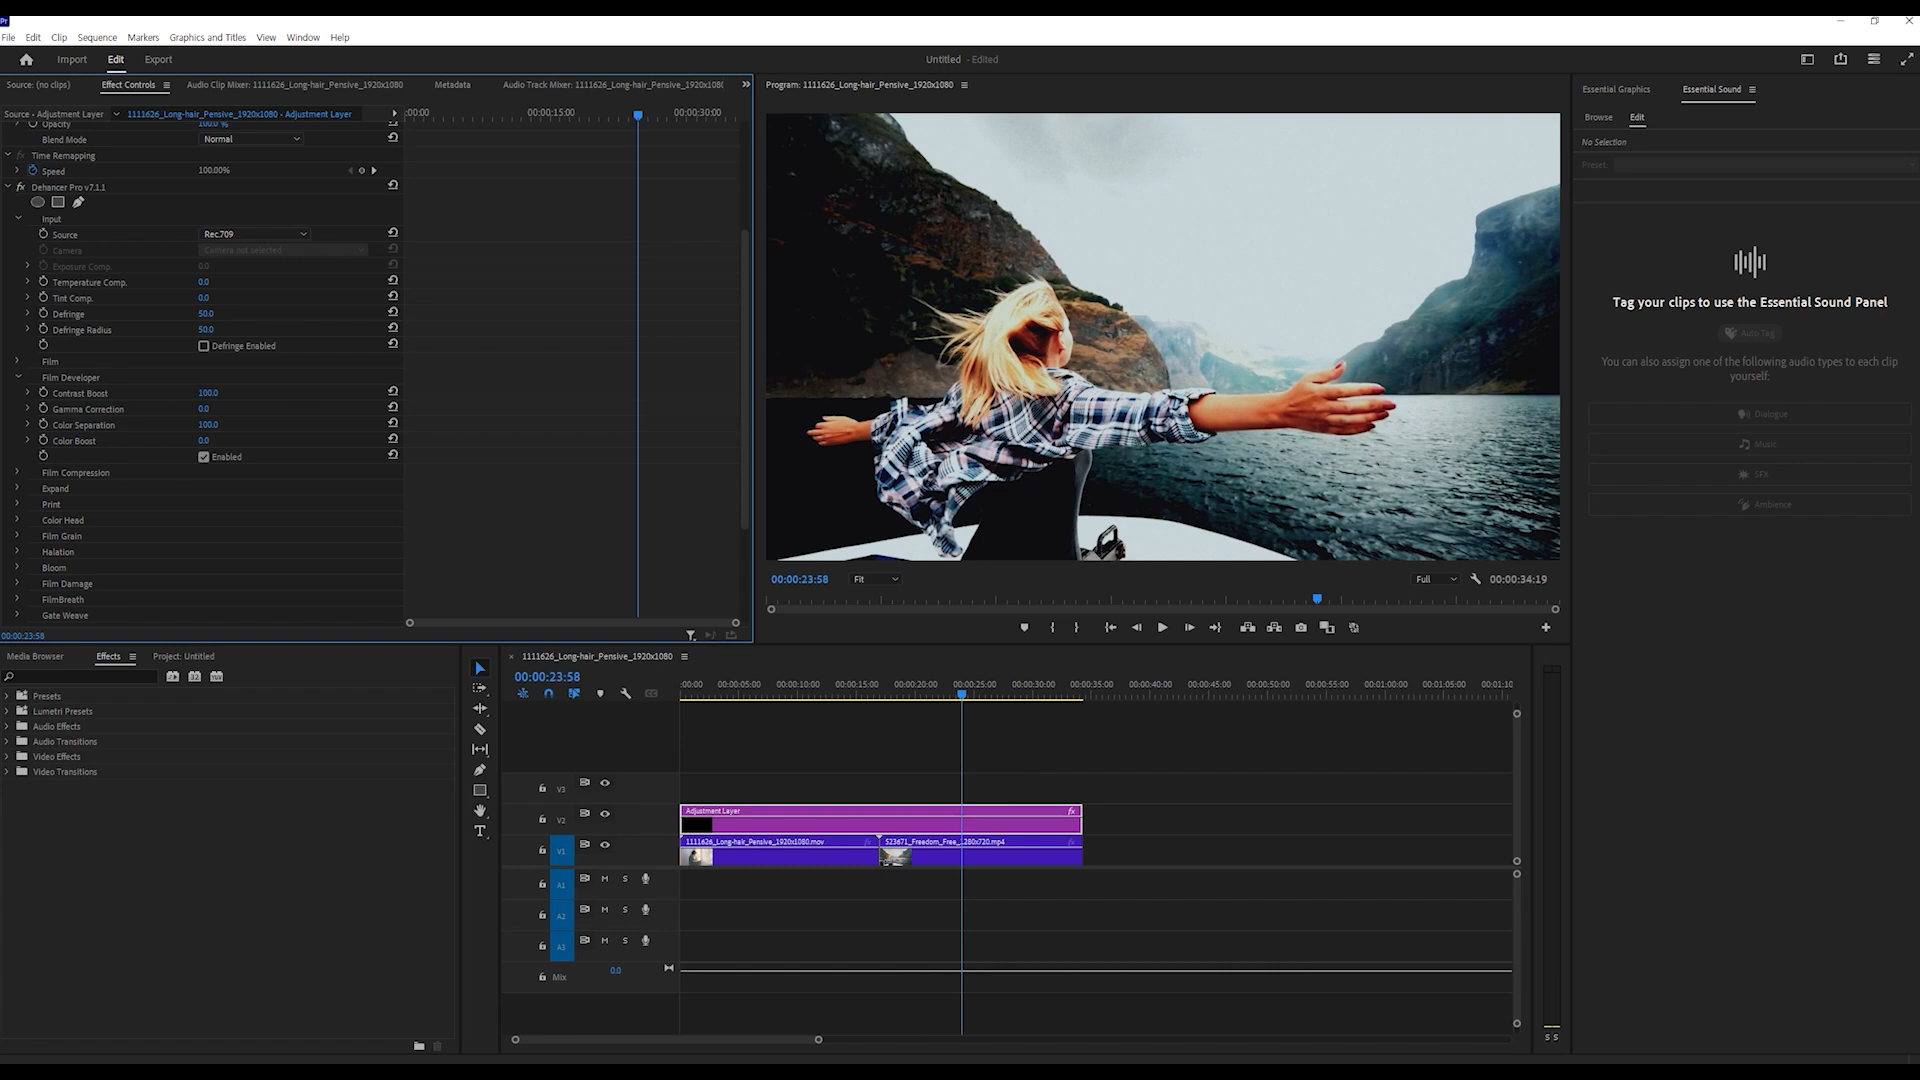 Pr
File Edit Clip Sequence Markers Graphics and Titles View Window Help
Import Edit Export
Untitled - Edited
Source: (no clips) Effect Controls Audio Clip Mixer: 1111626_Long-hair_Pensive_1920x1080 Metadata Audio Track Mixer: 1111626_Long-hair_Pensive_1920x108(
Source - Adjustment Layer 1111626_Long-hair_Pensive_1920x1080 - Adjustment Layer
:00:00 00:00:15:00 00:00:30:00
Opacity 100.0 %
Blend Mode Normal
fx Time Remapping
Speed 100.00%
fx Dehancer Pro v7.1.1
Input
Source Rec.709
Camera Camera not selected
Exposure Comp. 0.0
Temperature Comp. 0.0
Tint Comp. 0.0
Defringe 50.0
Defringe Radius 50.0
Defringe Enabled
Film
Film Developer
Contrast Boost 100.0
Gamma Correction 0.0
Color Separation 100.0
Color Boost 0.0
Enabled
Film Compression
Expand
Print
Color Head
Film Grain
Halation
Bloom
Film Damage
FilmBreath
Gate Weave
00:00:23:58
Program: 1111626_Long-hair_Pensive_1920x1080
00:00:23:58 Fit Full 00:00:34:19
Essential Graphics Essential Sound
Browse Edit
No Selection
Preset:
Tag your clips to use the Essential Sound Panel
Auto Tag
You can also assign one of the following audio types to each clip
yourself:
Dialogue
Music
SFX
Ambience
Media Browser Effects Project: Untitled
Presets
Lumetri Presets
Audio Effects
Audio Transitions
Video Effects
Video Transitions
T
1111626_Long-hair_Pensive_1920x1080
00:00:23:58
:00:00 00:00:05:00 00:00:10:00 00:00:15:00 00:00:20:00 00:00:25:00 00:00:30:00 00:00:35:00 00:00:40:00 00:00:45:00 00:00:50:00 00:00:55:00 00:01:00:00 00:01:05:00 00:01:10
V3
V2 Adjustment Layer fx
V1 1111626_Long-hair_Pensive_1920x1080.mov fx 523671_Freedom_Free_1280x720.mp4 fx
A1 M S
A2 M S
A3 M S
Mix 0.0
S S